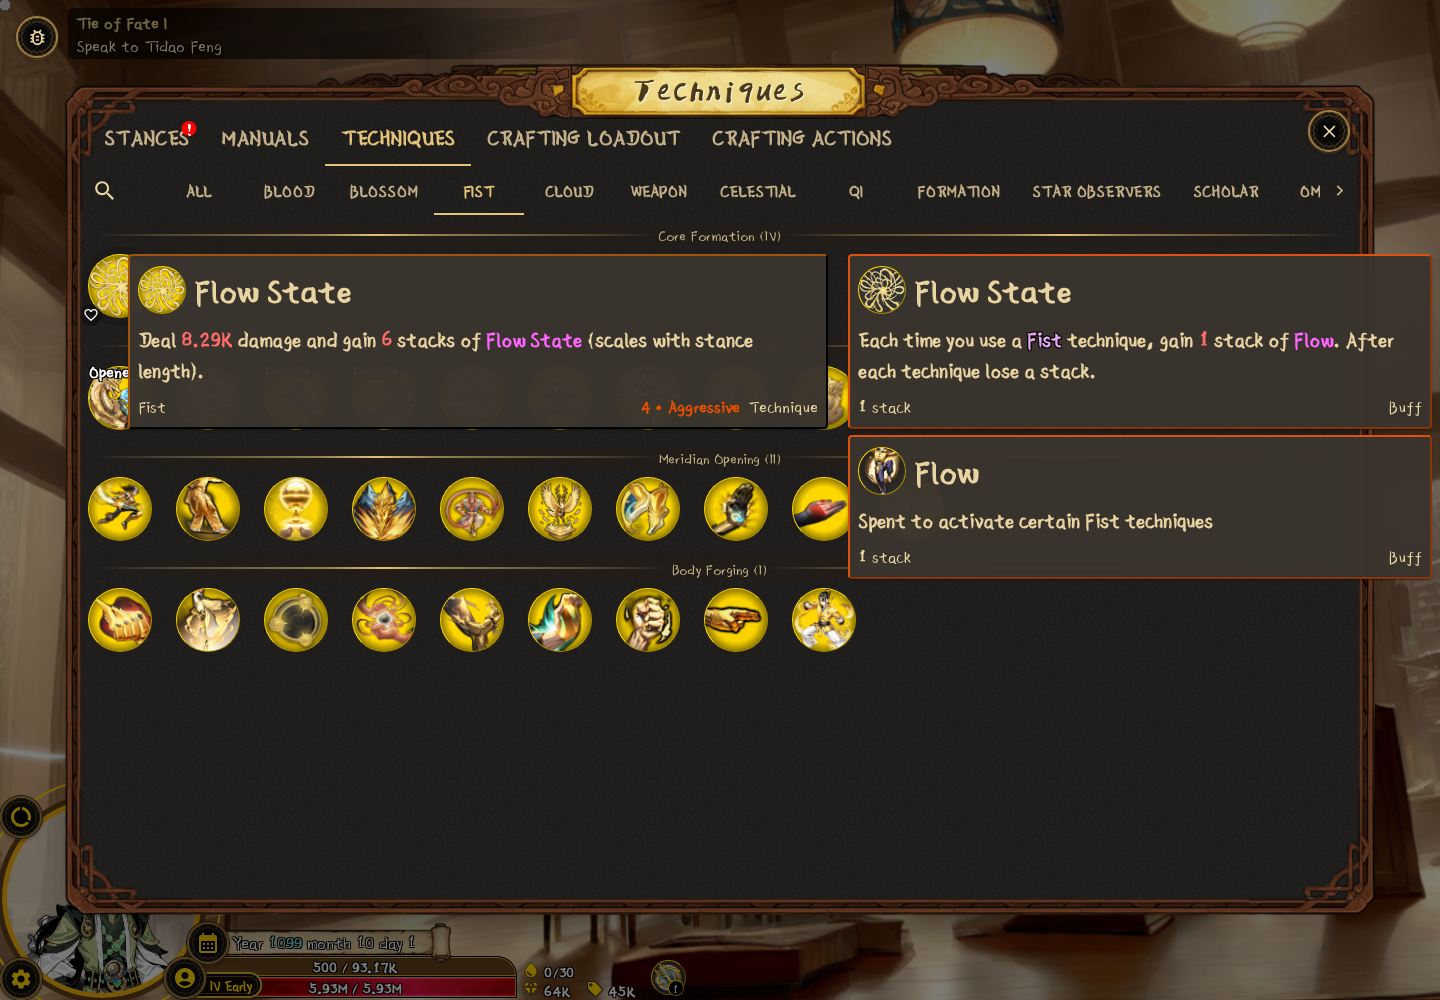 Tie of Fate I
Speak to Tidao Feng
Techniques
STANCES !
MANUALS
TECHNIQUES
CRAFTING LOADOUT
CRAFTING ACTIONS
ALL
BLOOD
BLOSSOM
FIST
CLOUD
WEAPON
CELESTIAL
QI
FORMATION
STAR OBSERVERS
SCHOLAR
OM
Core Formation (IV)
Flow State
Deal 8.29K damage and gain 6 stacks of Flow State (scales with stance
length).
Fist
4 • Aggressive Technique
Flow State
Each time you use a Fist technique, gain 1 stack of Flow. After
each technique lose a stack.
1 stack
Buff
Opene
Flow
Spent to activate certain Fist techniques
1 stack
Buff
Meridian Opening (II)
Body Forging (I)
Year 1099 month 10 day 1
500 / 93.17K
IV Early
5.93M / 5.93M
0/30
64K
45K
1